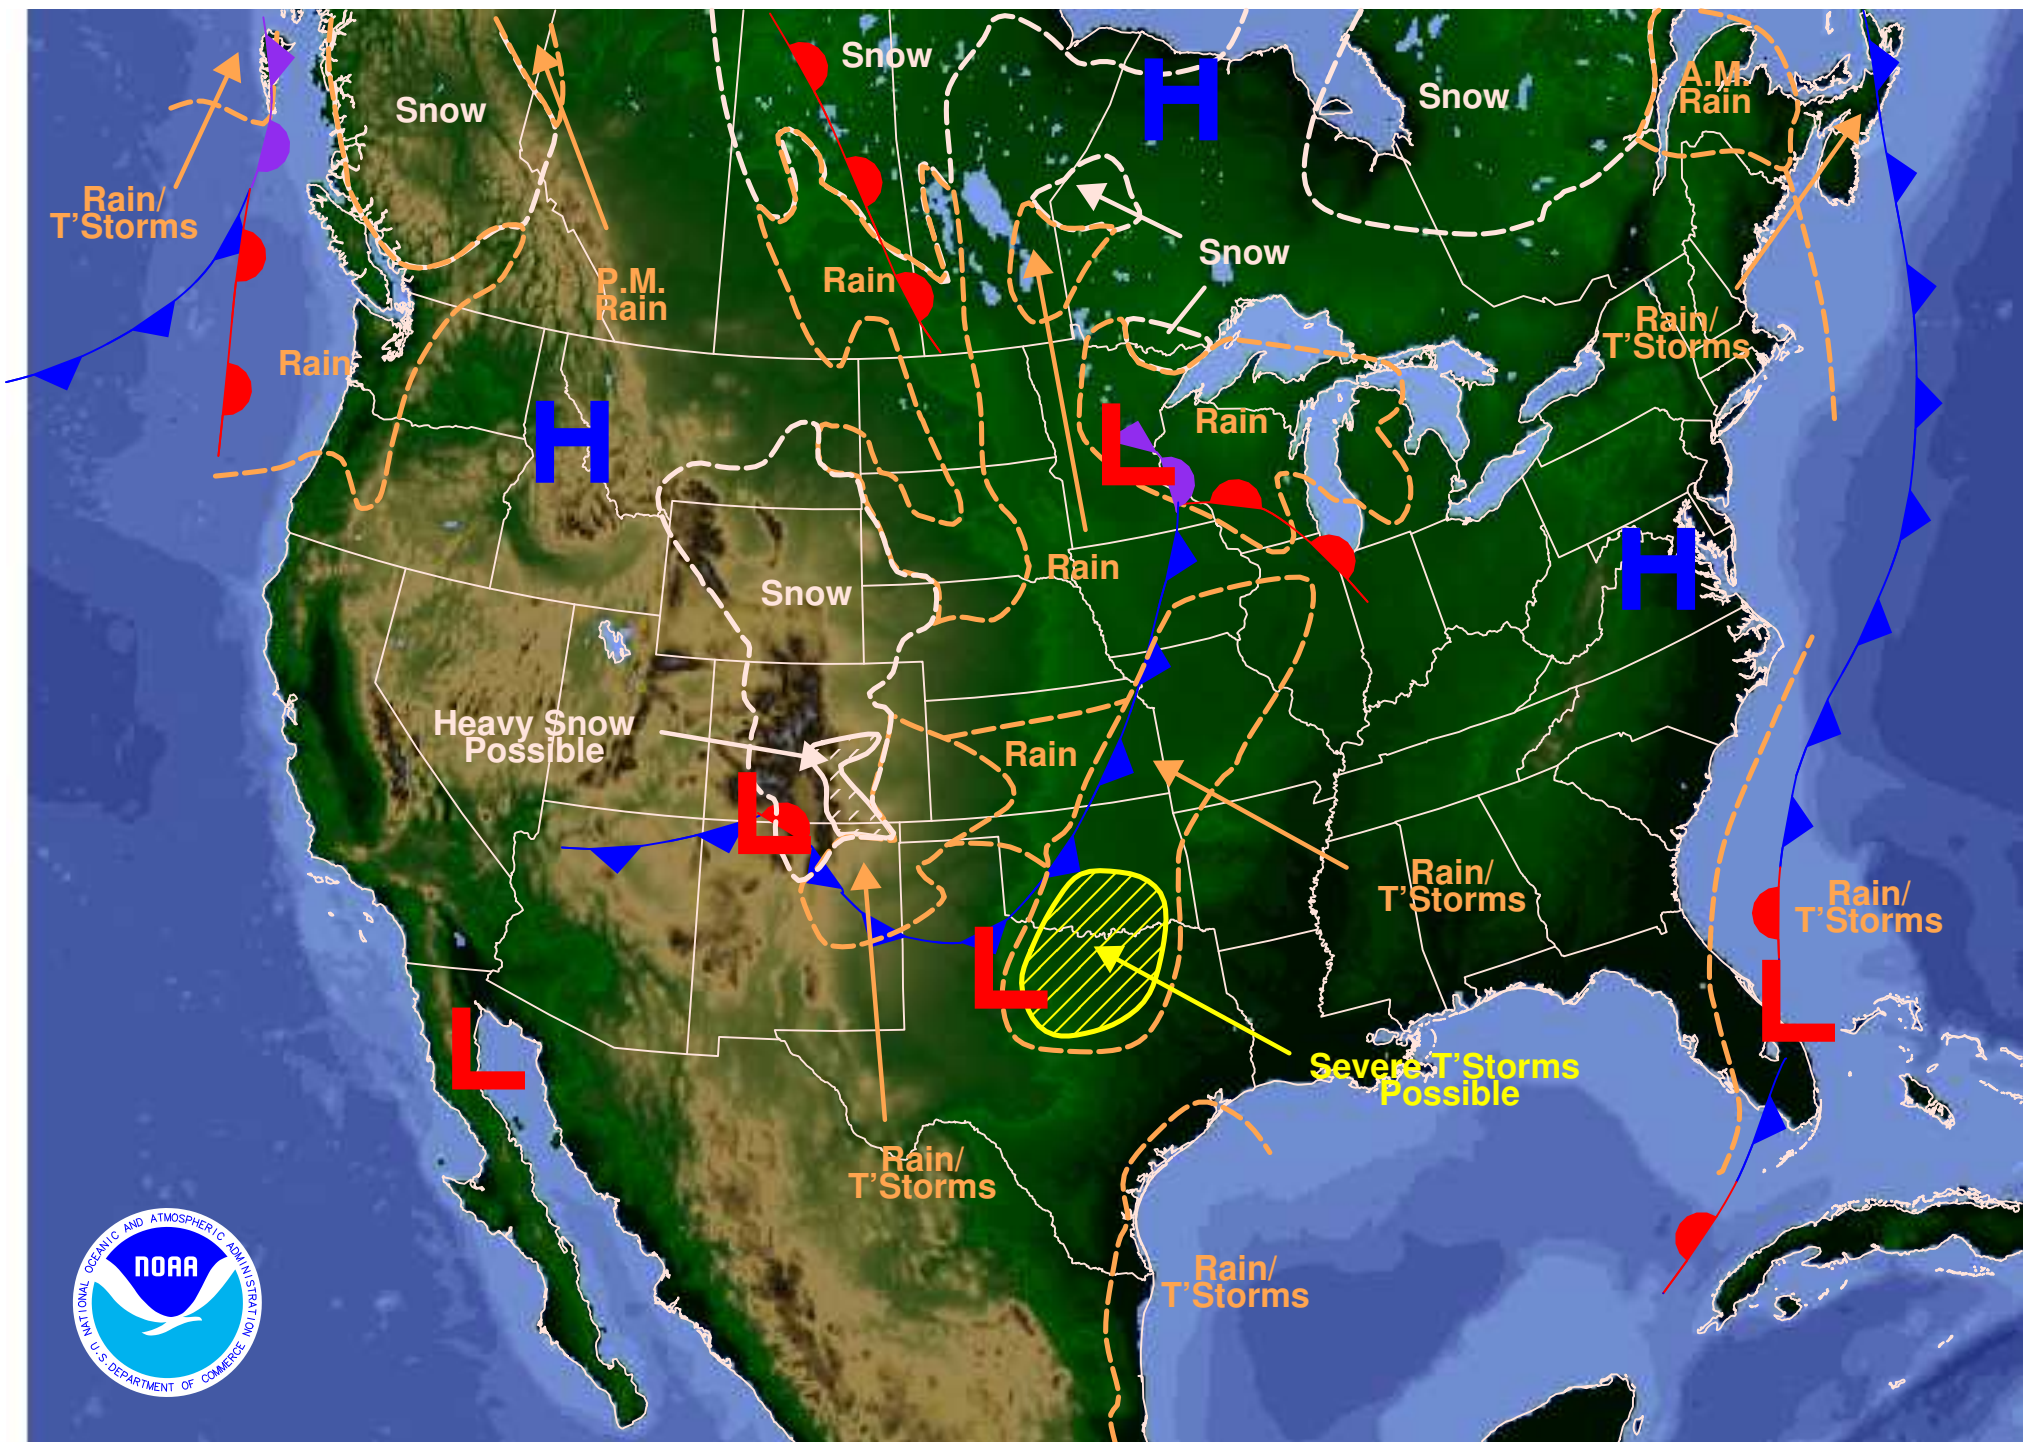 Snow
Snow
A.M.
Rain
Snow
Snow
Rain/
T'Storms
Snow
P.M.
Rain
Rain
Rain/
T'Storms
Rain
Rain
H
H
L
Rain
H
Snow
Heavy Snow
Possible
Rain
L
Rain/
T'Storms
Rain/
T'Storms
L
L
L
Severe T'Storms
Possible
Rain/
T'Storms
Rain/
T'Storms
NATIONAL OCEANIC AND ATMOSPHERIC ADMINISTRATION
NOAA
U.S. DEPARTMENT OF COMMERCE